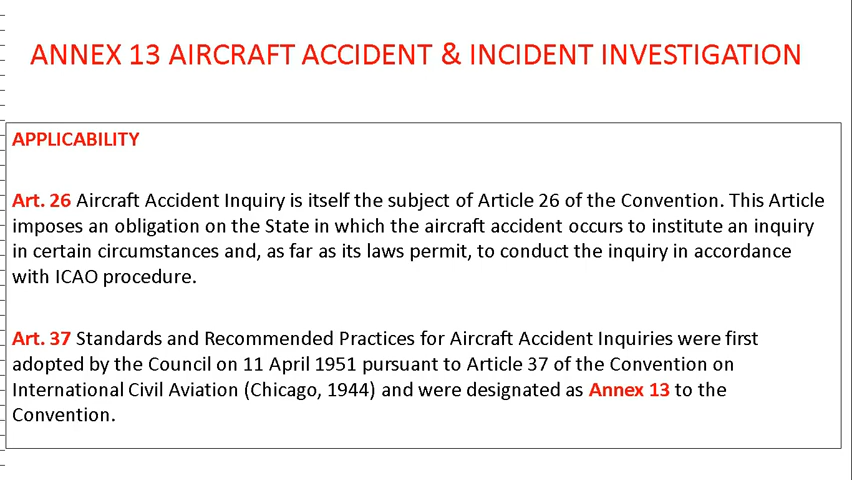 ANNEX 13 AIRCRAFT ACCIDENT & INCIDENT INVESTIGATION
APPLICABILITY
Art. 26 Aircraft Accident Inquiry is itself the subject of Article 26 of the Convention. This Article
imposes an obligation on the State in which the aircraft accident occurs to institute an inquiry
in certain circumstances and, as far as its laws permit, to conduct the inquiry in accordance
with ICAO procedure.
Art. 37 Standards and Recommended Practices for Aircraft Accident Inquiries were first
adopted by the Council on 11 April 1951 pursuant to Article 37 of the Convention on
International Civil Aviation (Chicago, 1944) and were designated as Annex 13 to the
Convention.